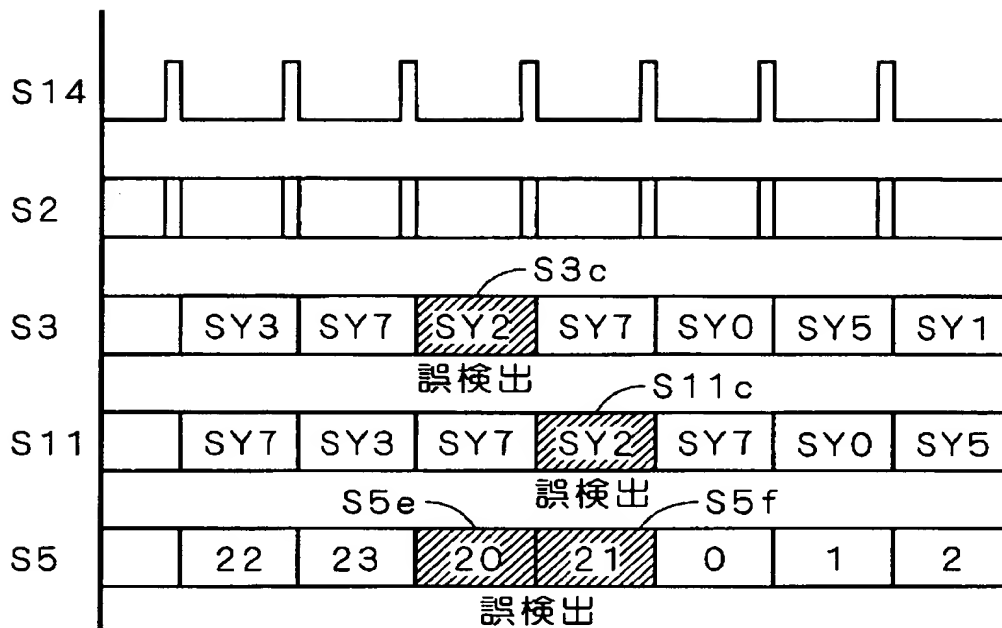 S14
S2
S3c
S3 SY3 SY7 SY2 SY7 SY0 SY5 SY1
誤検出
S11c
S11 SY7 SY3 SY7 SY2 SY7 SY0 SY5
誤検出
S5e S5f
S5 22 23 20 21 0 1 2
誤検出